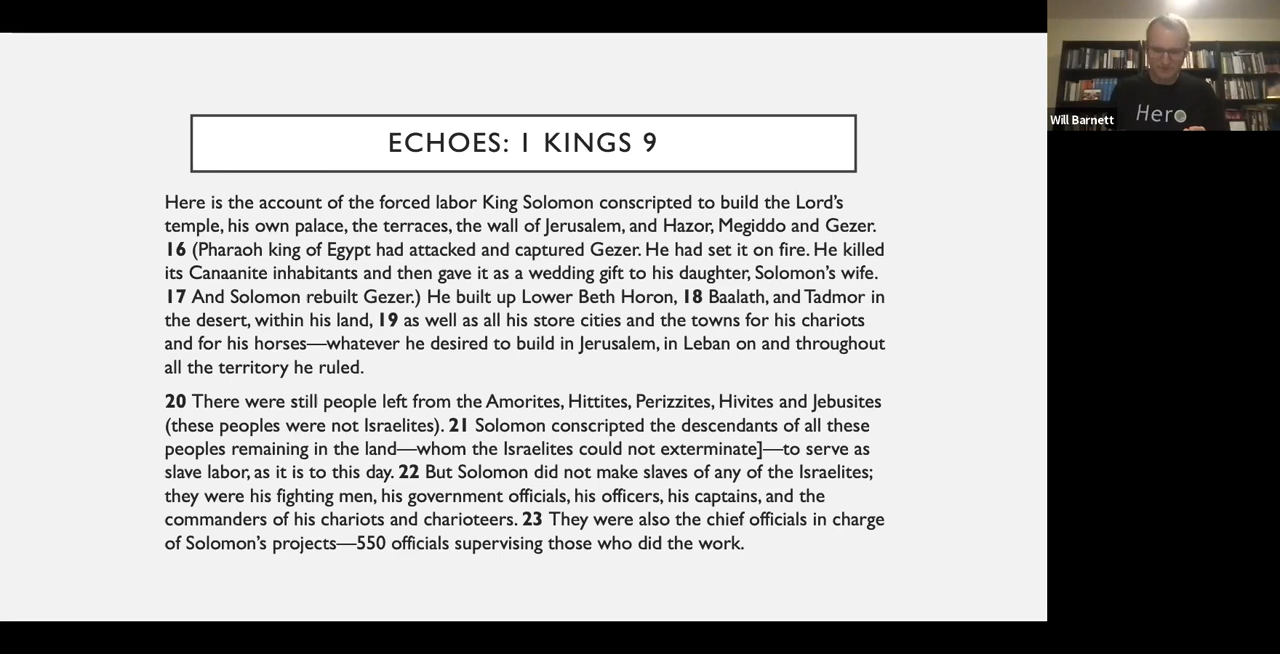 ECHOES: 1 KINGS 9
Here is the account of the forced labor King Solomon conscripted to build the Lord's
temple, his own palace, the terraces, the wall of Jerusalem, and Hazor, Megiddo and Gezer.
16 (Pharaoh king of Egypt had attacked and captured Gezer. He had set it on fire. He killed
its Canaanite inhabitants and then gave it as a wedding gift to his daughter, Solomon's wife.
17 And Solomon rebuilt Gezer.) He built up Lower Beth Horon, 18 Baalath, and Tadmor in
the desert, within his land, 19 as well as all his store cities and the towns for his chariots
and for his horses—whatever he desired to build in Jerusalem, in Leban on and throughout
all the territory he ruled.
20 There were still people left from the Amorites, Hittites, Perizzites, Hivites and Jebusites
(these peoples were not Israelites). 21 Solomon conscripted the descendants of all these
peoples remaining in the land—whom the Israelites could not exterminate]—to serve as
slave labor, as it is to this day. 22 But Solomon did not make slaves of any of the Israelites;
they were his fighting men, his government officials, his officers, his captains, and the
commanders of his chariots and charioteers. 23 They were also the chief officials in charge
of Solomon's projects—550 officials supervising those who did the work.
Hero
Will Barnett